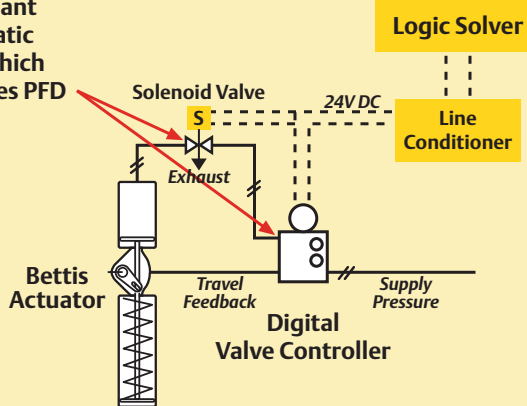 ant
atic
hich
es PFD
Logic Solver
Solenoid Valve
24V DC
S
Line
Conditioner
Exhaust
Bettis
Actuator
Travel
Feedback
Supply
Pressure
Digital
Valve Controller